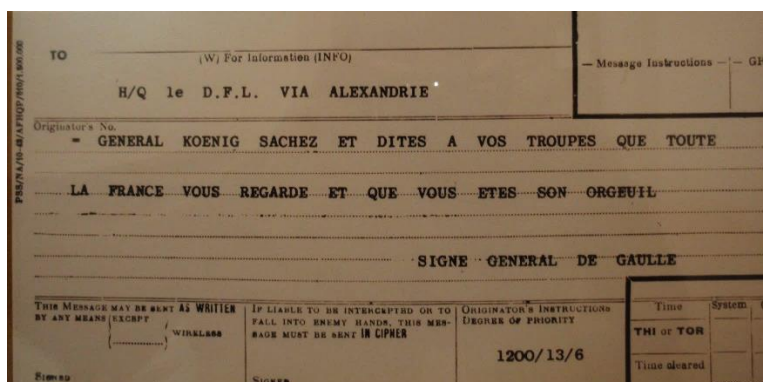 TO
(W) For Information (INFO)
— Message Instructions —
H/Q 1e D.F.L. VIA ALEXANDRIE
Originator's No.
= GENERAL KOENIG SACHEZ ET DITES A VOS TROUPES QUE TOUTE
LA FRANCE VOUS REGARDE ET QUE VOUS ETES SON ORGEUIL
SIGNE GENERAL DE GAULLE
THIS MESSAGE MAY BE SENT AS WRITTEN
BY ANY MEANS EXCEPT
WIRELESS
IF LIABLE TO BE INTERCEPTED OR TO
FALL INTO ENEMY HANDS, THIS MES-
SAGE MUST BE SENT IN CIPHER
ORIGINATOR'S INSTRUCTIONS
DEGREE OF PRIORITY
1200/13/6
Time
System
THI or TOR
Time cleared
Signed
Signed